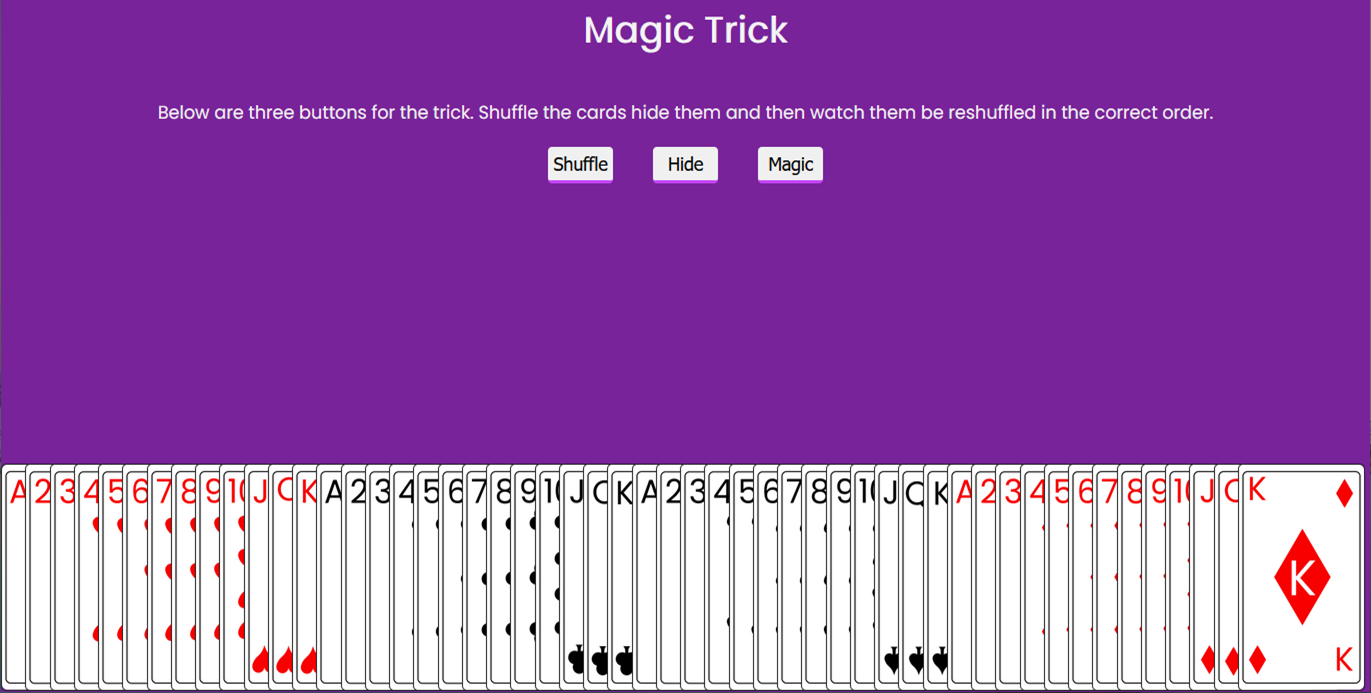 Magic Trick
Below are three buttons for the trick. Shuffle the cards hide them and then watch them be reshuffled in the correct order.
Shuffle Hide Magic
A 2 3 4 5 6 7 8 9 10 J Q K A 2 3 4 5 6 7 8 9 10 J Q K A 2 3 4 5 6 7 8 9 10 J Q K A 2 3 4 5 6 7 8 9 10 J Q K
K
K